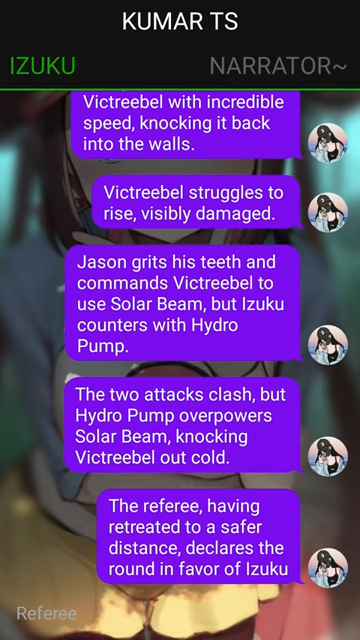 KUMAR TS
IZUKU
NARRATOR~
Victreebel with incredible
speed, knocking it back
into the walls.
Victreebel struggles to
rise, visibly damaged.
Jason grits his teeth and
commands Victreebel to
use Solar Beam, but Izuku
counters with Hydro
Pump.
The two attacks clash, but
Hydro Pump overpowers
Solar Beam, knocking
Victreebel out cold.
The referee, having
retreated to a safer
distance, declares the
round in favor of Izuku
Referee